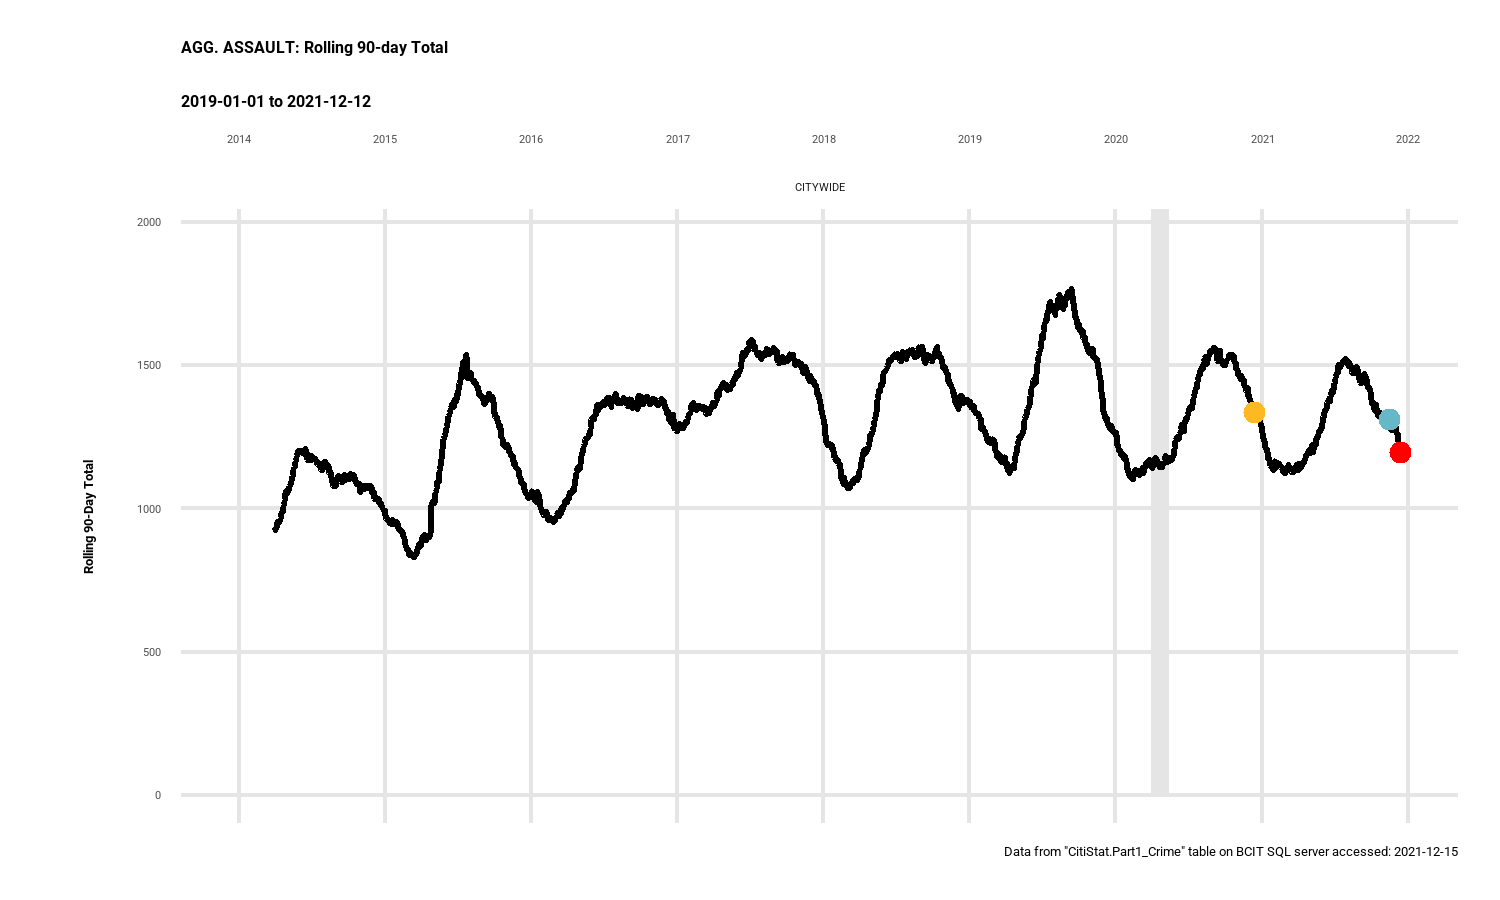 AGG. ASSAULT: Rolling 90-day Total
2019-01-01 to 2021-12-12
2014 2015 2016 2017 2018 2019 2020 2021 2022
CITYWIDE
2000
1500
1000
500
0
Rolling 90-Day Total
Data from "CitiStat.Part1_Crime" table on BCIT SQL server accessed: 2021-12-15